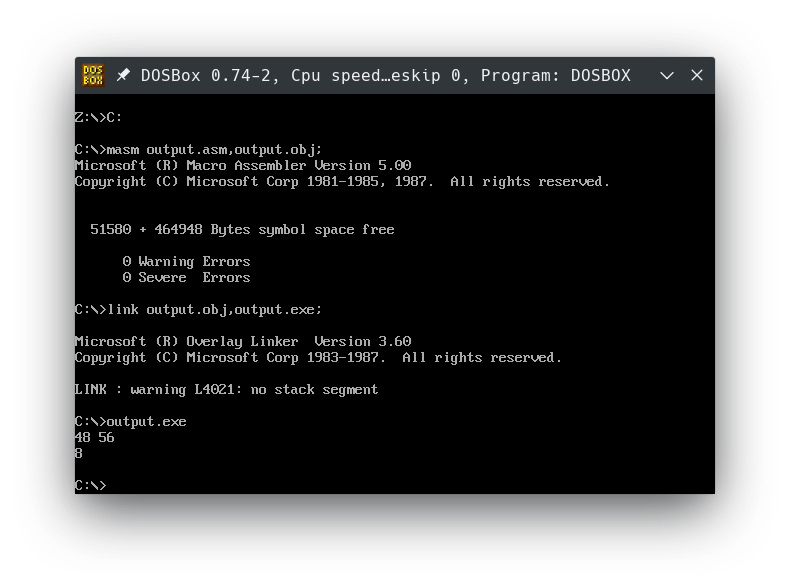 DOS
BOX
DOSBox 0.74-2, Cpu speed…eskip 0, Program: DOSBOX
Z:\>C:
C:\>masm output.asm,output.obj;
Microsoft (R) Macro Assembler Version 5.00
Copyright (C) Microsoft Corp 1981-1985, 1987.  All rights reserved.
51580 + 464948 Bytes symbol space free
0 Warning Errors
0 Severe  Errors
C:\>link output.obj,output.exe;
Microsoft (R) Overlay Linker  Version 3.60
Copyright (C) Microsoft Corp 1983-1987.  All rights reserved.
LINK : warning L4021: no stack segment
C:\>output.exe
48 56
8
C:\>